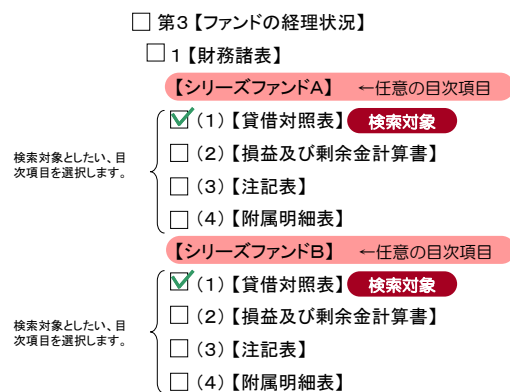 第3【ファンドの経理状況】
1【財務諸表】
【シリーズファンドA】 ←任意の目次項目
(1)【貸借対照表】 検索対象
(2)【損益及び剰余金計算書】
検索対象としたい、目
次項目を選択します。
(3)【注記表】
(4)【附属明細表】
【シリーズファンドB】 ←任意の目次項目
(1)【貸借対照表】 検索対象
(2)【損益及び剰余金計算書】
検索対象としたい、目
次項目を選択します。
(3)【注記表】
(4)【附属明細表】